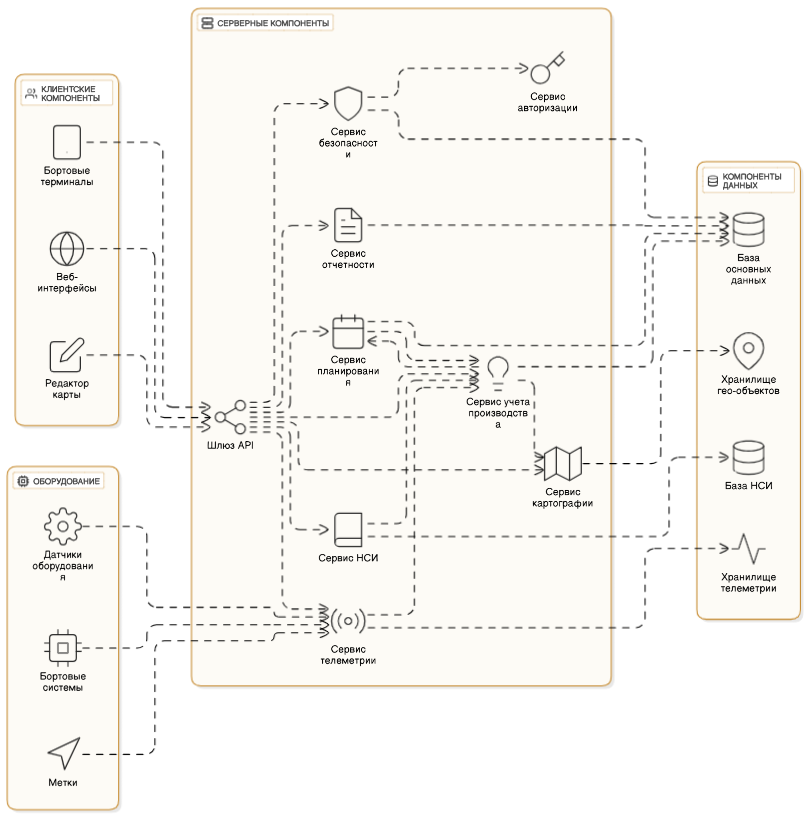 СЕРВЕРНЫЕ КОМПОНЕНТЫ
КЛИЕНТСКИЕ
КОМПОНЕНТЫ
Бортовые
терминалы
Веб-
интерфейсы
Редактор
карты
ОБОРУДОВАНИЕ
Датчики
оборудовани
я
Бортовые
системы
Метки
Шлюз API
Сервис
безопасност
и
Сервис
авторизации
Сервис
отчетности
Сервис
планировани
я
Сервис учета
производств
а
Сервис
картографии
Сервис НСИ
Сервис
телеметрии
КОМПОНЕНТЫ
ДАННЫХ
База
основных
данных
Хранилище
гео-объектов
База НСИ
Хранилище
телеметрии